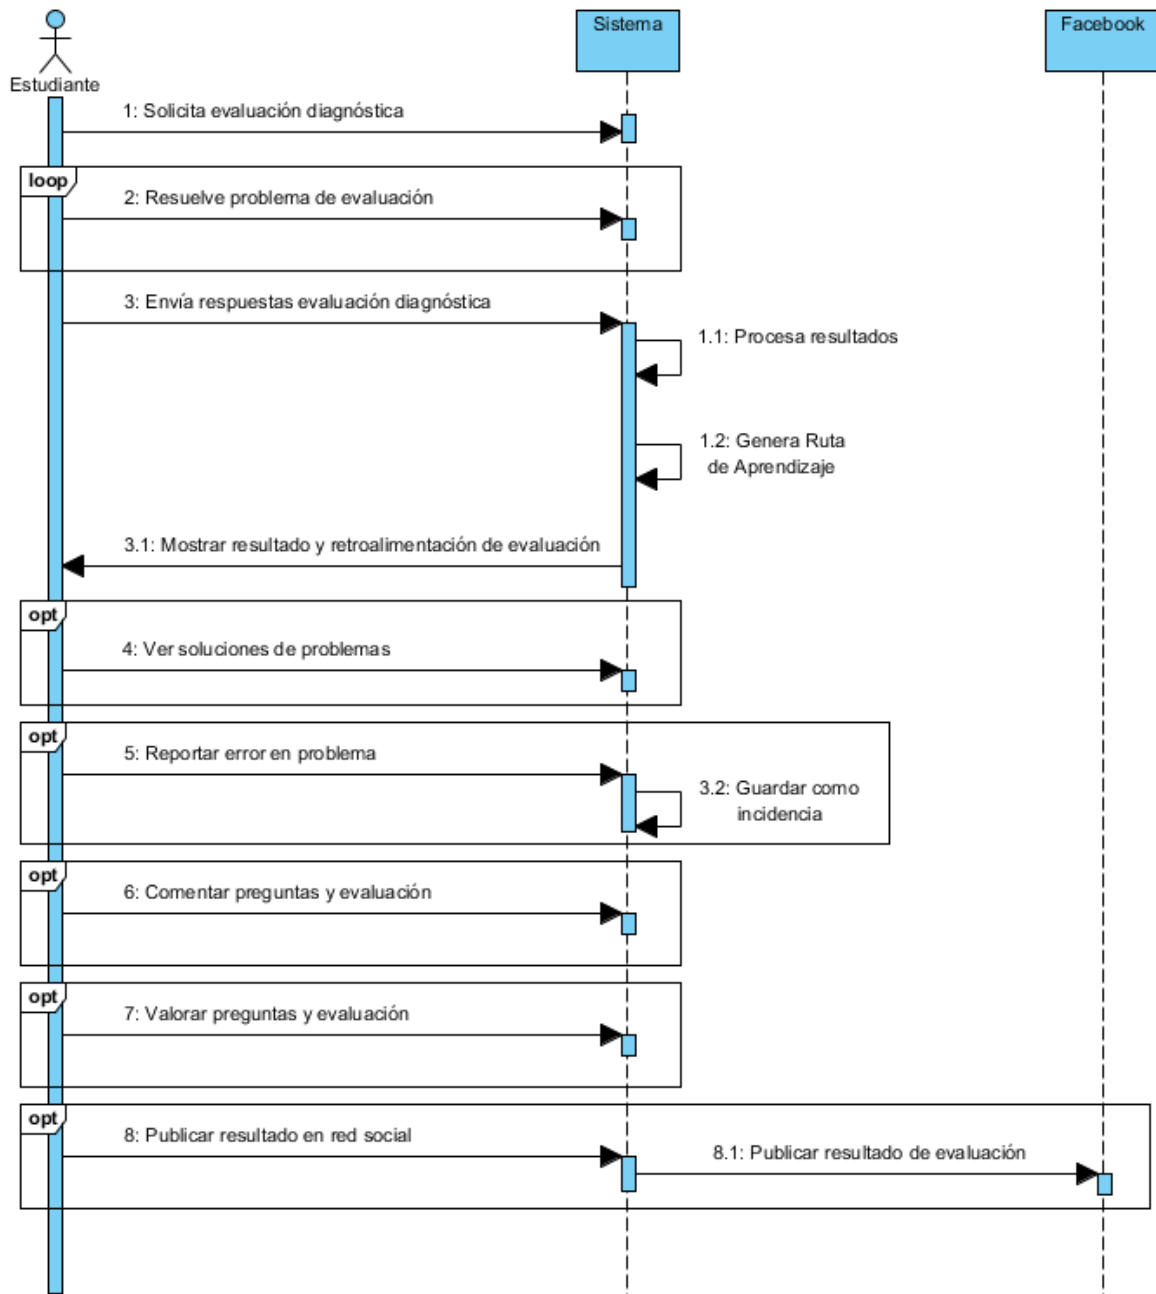 Estudiante
Sistema
Facebook
1: Solicita evaluación diagnóstica
loop
2: Resuelve problema de evaluación
3: Envía respuestas evaluación diagnóstica
1.1: Procesa resultados
1.2: Genera Ruta
de Aprendizaje
3.1: Mostrar resultado y retroalimentación de evaluación
opt
4: Ver soluciones de problemas
opt
5: Reportar error en problema
3.2: Guardar como
incidencia
opt
6: Comentar preguntas y evaluación
opt
7: Valorar preguntas y evaluación
opt
8: Publicar resultado en red social
8.1: Publicar resultado de evaluación